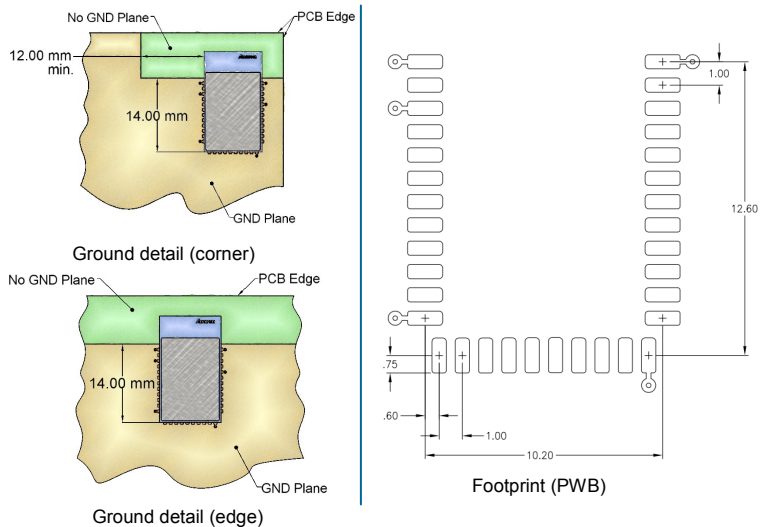 No GND Plane
PCB Edge
12.00 mm
min.
14.00 mm
GND Plane
Ground detail (corner)
No GND Plane
PCB Edge
14.00 mm
GND Plane
Ground detail (edge)
1.00
12.60
.75
.60
1.00
10.20
Footprint (PWB)